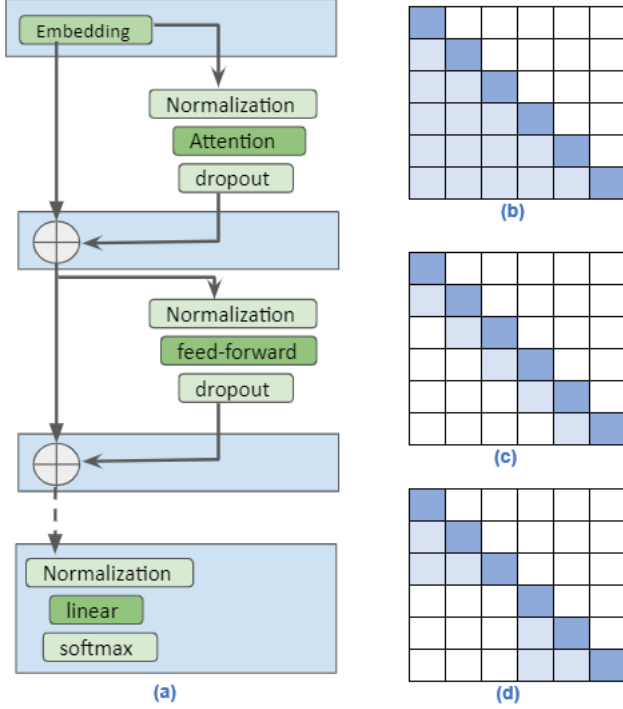 Embedding
Normalization
Attention
dropout
Normalization
feed-forward
dropout
Normalization
linear
softmax
(a)
(b)
(c)
(d)